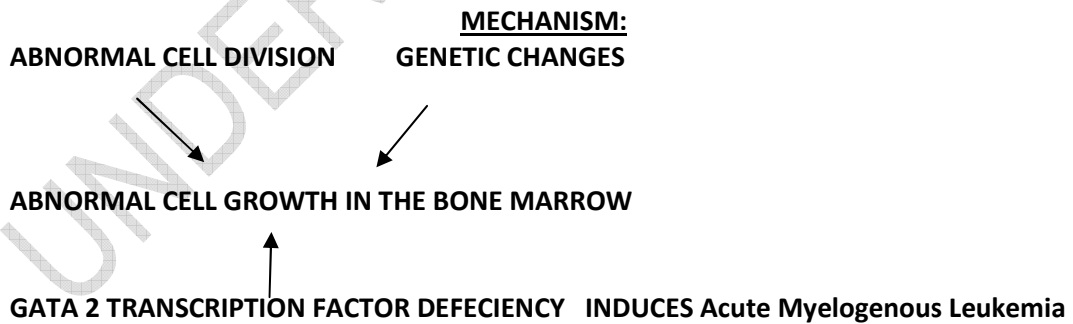 MECHANISM:
ABNORMAL CELL DIVISION GENETIC CHANGES
ABNORMAL CELL GROWTH IN THE BONE MARROW
GATA 2 TRANSCRIPTION FACTOR DEFECIENCY INDUCES Acute Myelogenous Leukemia
UNDER